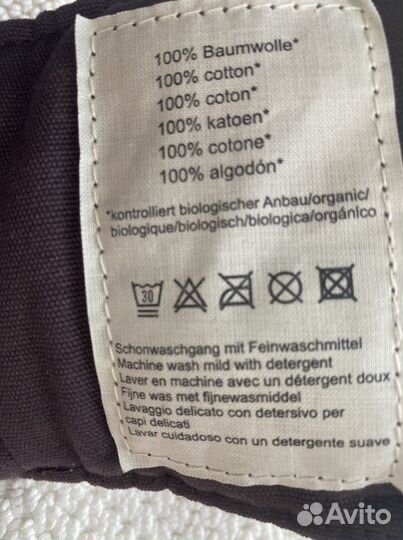 100% Baumwolle*
100% cotton*
100% coton*
100% katoen*
100% cotone*
100% algodón*
*kontrolliert biologischer Anbau/organic/
biologique/biologisch/biologica/orgánico
30
Schonwaschgang mit Feinwaschmittel
Machine wash mild with detergent
Laver en machine avec un détergent doux
Fijne was met fijnewasmiddel
Lavaggio delicato con detersivo per
capi delicati
Lavar cuidadoso con un detergente suave
Avito